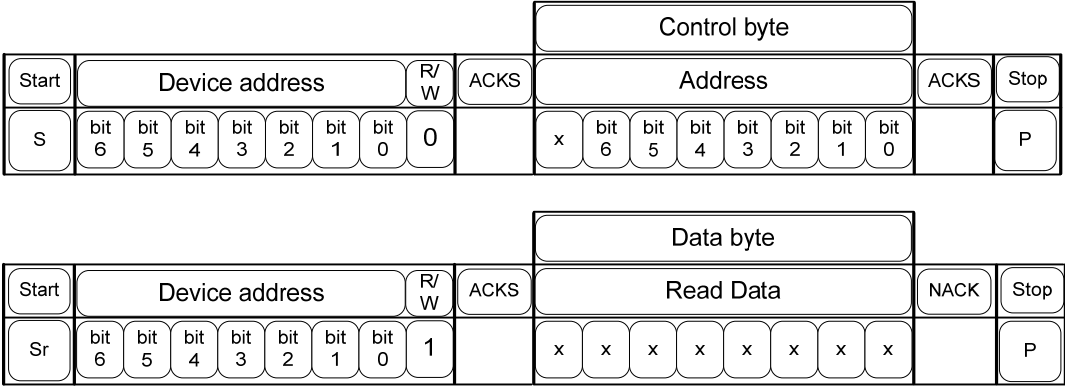 Control byte
Start Device address R/W ACKS Address ACKS Stop
S bit 6 bit 5 bit 4 bit 3 bit 2 bit 1 bit 0 0 x bit 6 bit 5 bit 4 bit 3 bit 2 bit 1 bit 0 P
Data byte
Start Device address R/W ACKS Read Data NACK Stop
Sr bit 6 bit 5 bit 4 bit 3 bit 2 bit 1 bit 0 1 x x x x x x x x P